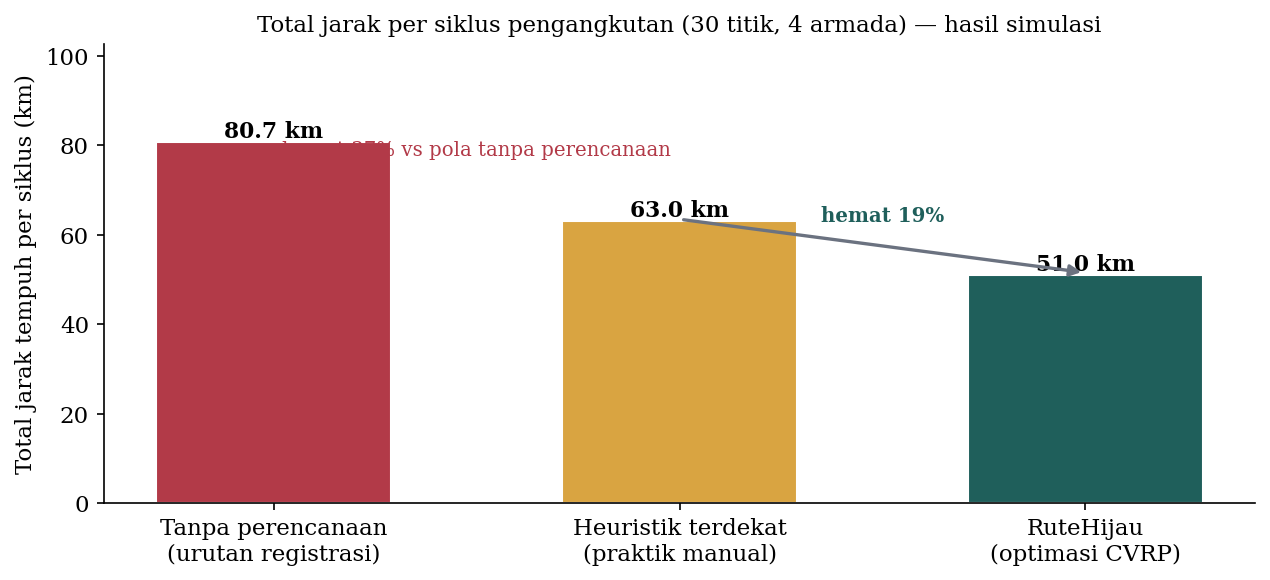 Total jarak per siklus pengangkutan (30 titik, 4 armada) — hasil simulasi
Total jarak tempuh per siklus (km)
100
80
60
40
20
0
80.7 km
% vs pola tanpa perencanaan
63.0 km
hemat 19%
51.0 km
Tanpa perencanaan
(urutan registrasi)
Heuristik terdekat
(praktik manual)
RuteHijau
(optimasi CVRP)